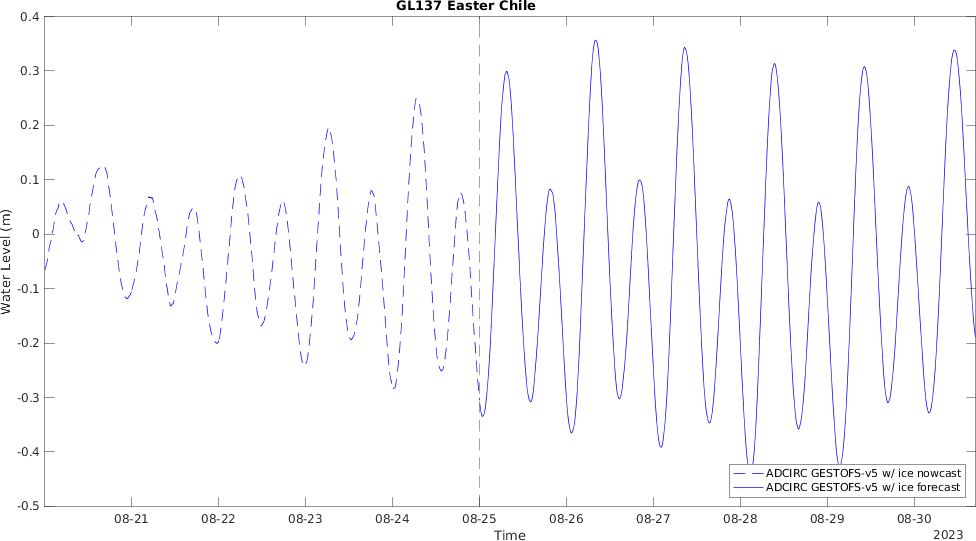 GL137 Easter Chile
0.4
0.3
0.2
0.1
0
-0.1
-0.2
-0.3
-0.4
-0.5
Water Level (m)
ADCIRC GESTOFS-v5 w/ ice nowcast
ADCIRC GESTOFS-v5 w/ ice forecast
08-21 08-22 08-23 08-24 08-25 08-26 08-27 08-28 08-29 08-30
Time
2023